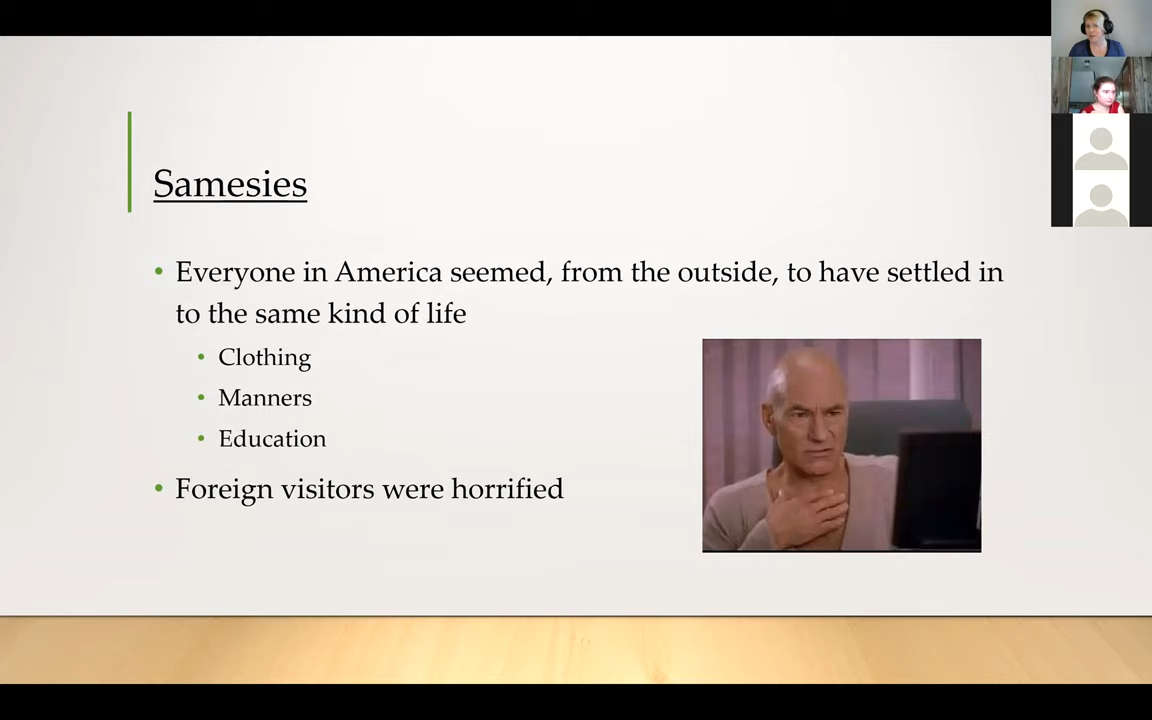 Samesies
• Everyone in America seemed, from the outside, to have settled in
to the same kind of life
• Clothing
• Manners
• Education
• Foreign visitors were horrified